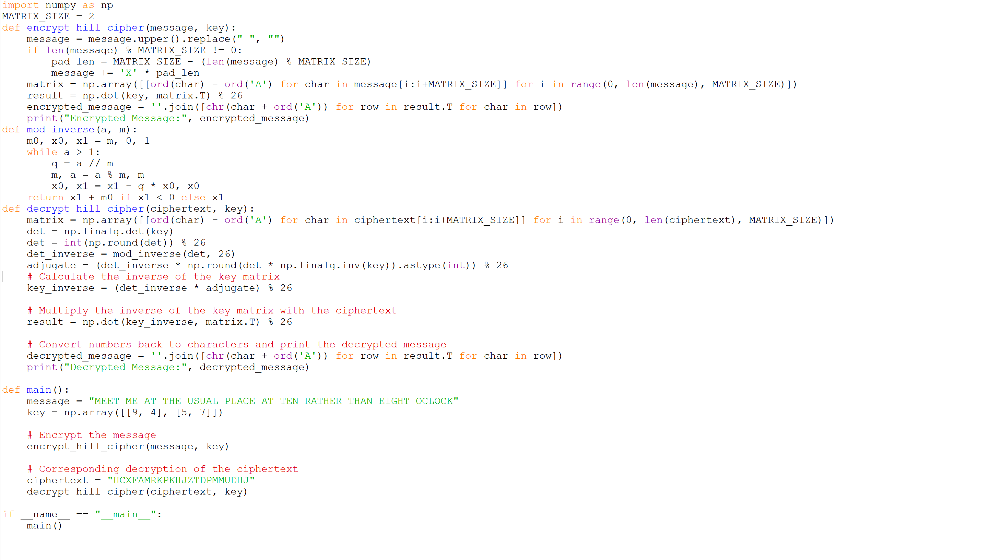 import numpy as np
MATRIX_SIZE = 2
def encrypt_hill_cipher(message, key):
    message = message.upper().replace(" ", "")
    if len(message) % MATRIX_SIZE != 0:
        pad_len = MATRIX_SIZE - (len(message) % MATRIX_SIZE)
        message += 'X' * pad_len
    matrix = np.array([[ord(char) - ord('A') for char in message[i:i+MATRIX_SIZE]] for i in range(0, len(message), MATRIX_SIZE)])
    result = np.dot(key, matrix.T) % 26
    encrypted_message = ''.join([chr(char + ord('A')) for row in result.T for char in row])
    print("Encrypted Message:", encrypted_message)
def mod_inverse(a, m):
    m0, x0, x1 = m, 0, 1
    while a > 1:
        q = a // m
        m, a = a % m, m
        x0, x1 = x1 - q * x0, x0
    return x1 + m0 if x1 < 0 else x1
def decrypt_hill_cipher(ciphertext, key):
    matrix = np.array([[ord(char) - ord('A') for char in ciphertext[i:i+MATRIX_SIZE]] for i in range(0, len(ciphertext), MATRIX_SIZE)])
    det = np.linalg.det(key)
    det = int(np.round(det)) % 26
    det_inverse = mod_inverse(det, 26)
    adjugate = (det_inverse * np.round(det * np.linalg.inv(key)).astype(int)) % 26
    # Calculate the inverse of the key matrix
    key_inverse = (det_inverse * adjugate) % 26
    # Multiply the inverse of the key matrix with the ciphertext
    result = np.dot(key_inverse, matrix.T) % 26
    # Convert numbers back to characters and print the decrypted message
    decrypted_message = ''.join([chr(char + ord('A')) for row in result.T for char in row])
    print("Decrypted Message:", decrypted_message)
def main():
    message = "MEET ME AT THE USUAL PLACE AT TEN RATHER THAN EIGHT OCLOCK"
    key = np.array([[9, 4], [5, 7]])
    # Encrypt the message
    encrypt_hill_cipher(message, key)
    # Corresponding decryption of the ciphertext
    ciphertext = "HCXFAMRKPKHJZTDPMMUDHJ"
    decrypt_hill_cipher(ciphertext, key)
if __name__ == "__main__":
    main()